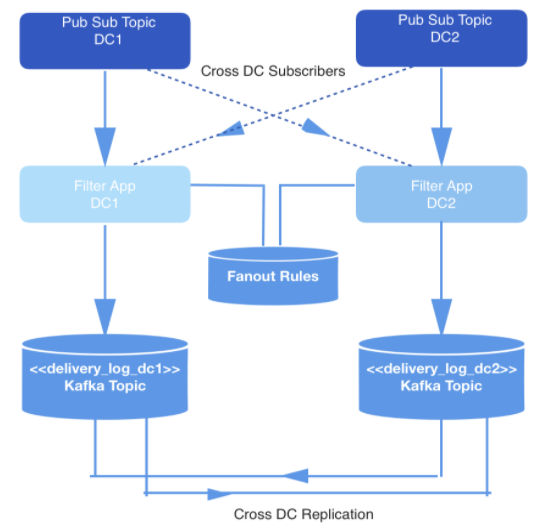 Pub Sub Topic
DC1
Pub Sub Topic
DC2
Cross DC Subscribers
Filter App
DC1
Filter App
DC2
Fanout Rules
<<delivery_log_dc1>>
Kafka Topic
<<delivery_log_dc2>>
Kafka Topic
Cross DC Replication